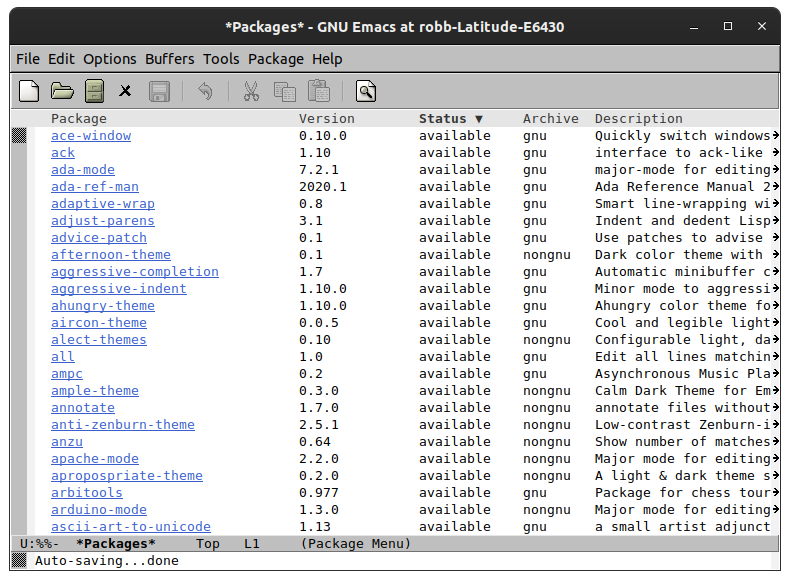 *Packages* - GNU Emacs at robb-Latitude-E6430
File Edit Options Buffers Tools Package Help
Package Version Status ▼ Archive Description
ace-window 0.10.0 available gnu Quickly switch windows
ack 1.10 available gnu interface to ack-like
ada-mode 7.2.1 available gnu major-mode for editing
ada-ref-man 2020.1 available gnu Ada Reference Manual 2
adaptive-wrap 0.8 available gnu Smart line-wrapping wi
adjust-parens 3.1 available gnu Indent and dedent Lisp
advice-patch 0.1 available gnu Use patches to advise
afternoon-theme 0.1 available nongnu Dark color theme with
aggressive-completion 1.7 available gnu Automatic minibuffer c
aggressive-indent 1.10.0 available gnu Minor mode to aggressi
ahungry-theme 1.10.0 available gnu Ahungry color theme fo
aircon-theme 0.0.5 available gnu Cool and legible light
alect-themes 0.10 available nongnu Configurable light, da
all 1.0 available gnu Edit all lines matchin
ampc 0.2 available gnu Asynchronous Music Pla
ample-theme 0.3.0 available nongnu Calm Dark Theme for Em
annotate 1.7.0 available nongnu annotate files without
anti-zenburn-theme 2.5.1 available nongnu Low-contrast Zenburn-i
anzu 0.64 available nongnu Show number of matches
apache-mode 2.2.0 available nongnu Major mode for editing
apropospriate-theme 0.2.0 available nongnu A light & dark theme s
arbitools 0.977 available gnu Package for chess tour
arduino-mode 1.3.0 available nongnu Major mode for editing
ascii-art-to-unicode 1.13 available gnu a small artist adjunct
U:%%- *Packages* Top L1 (Package Menu)
Auto-saving...done